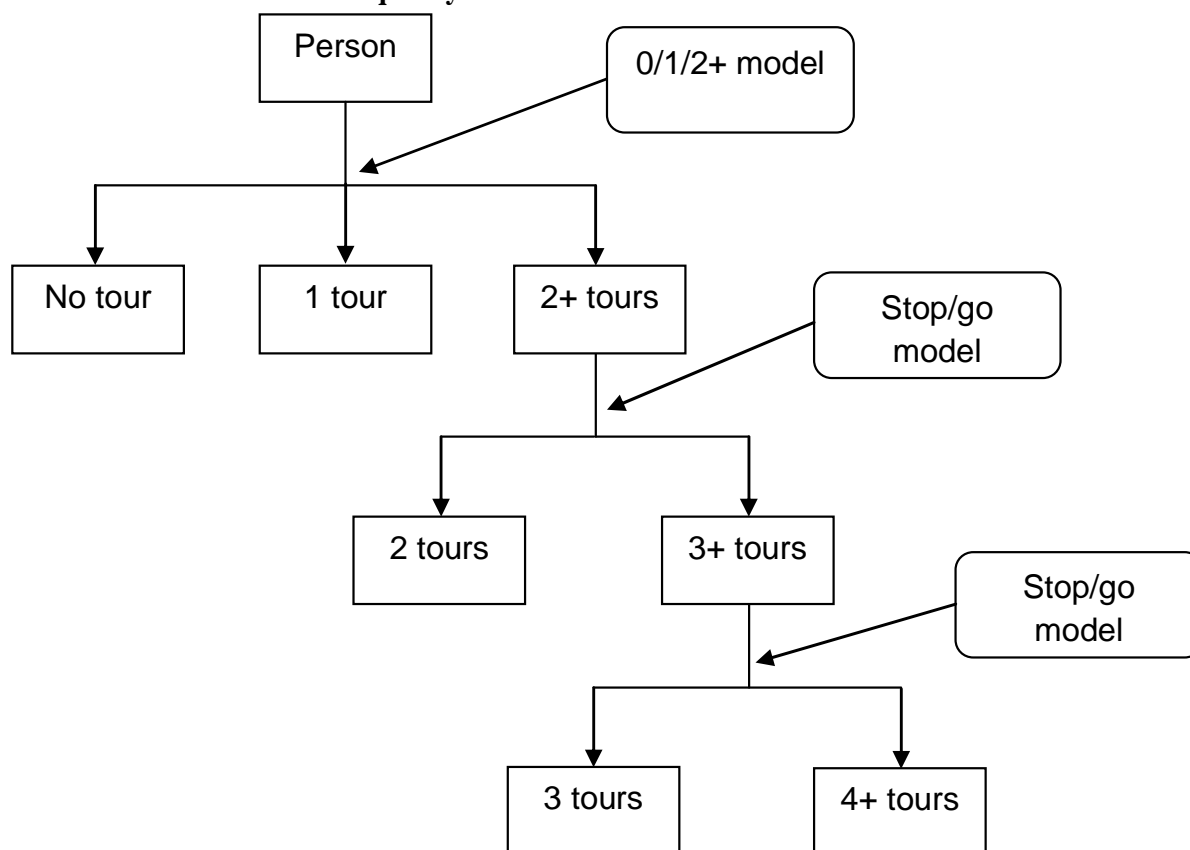 Person
0/1/2+ model
No tour
1 tour
2+ tours
Stop/go
model
2 tours
3+ tours
Stop/go
model
3 tours
4+ tours